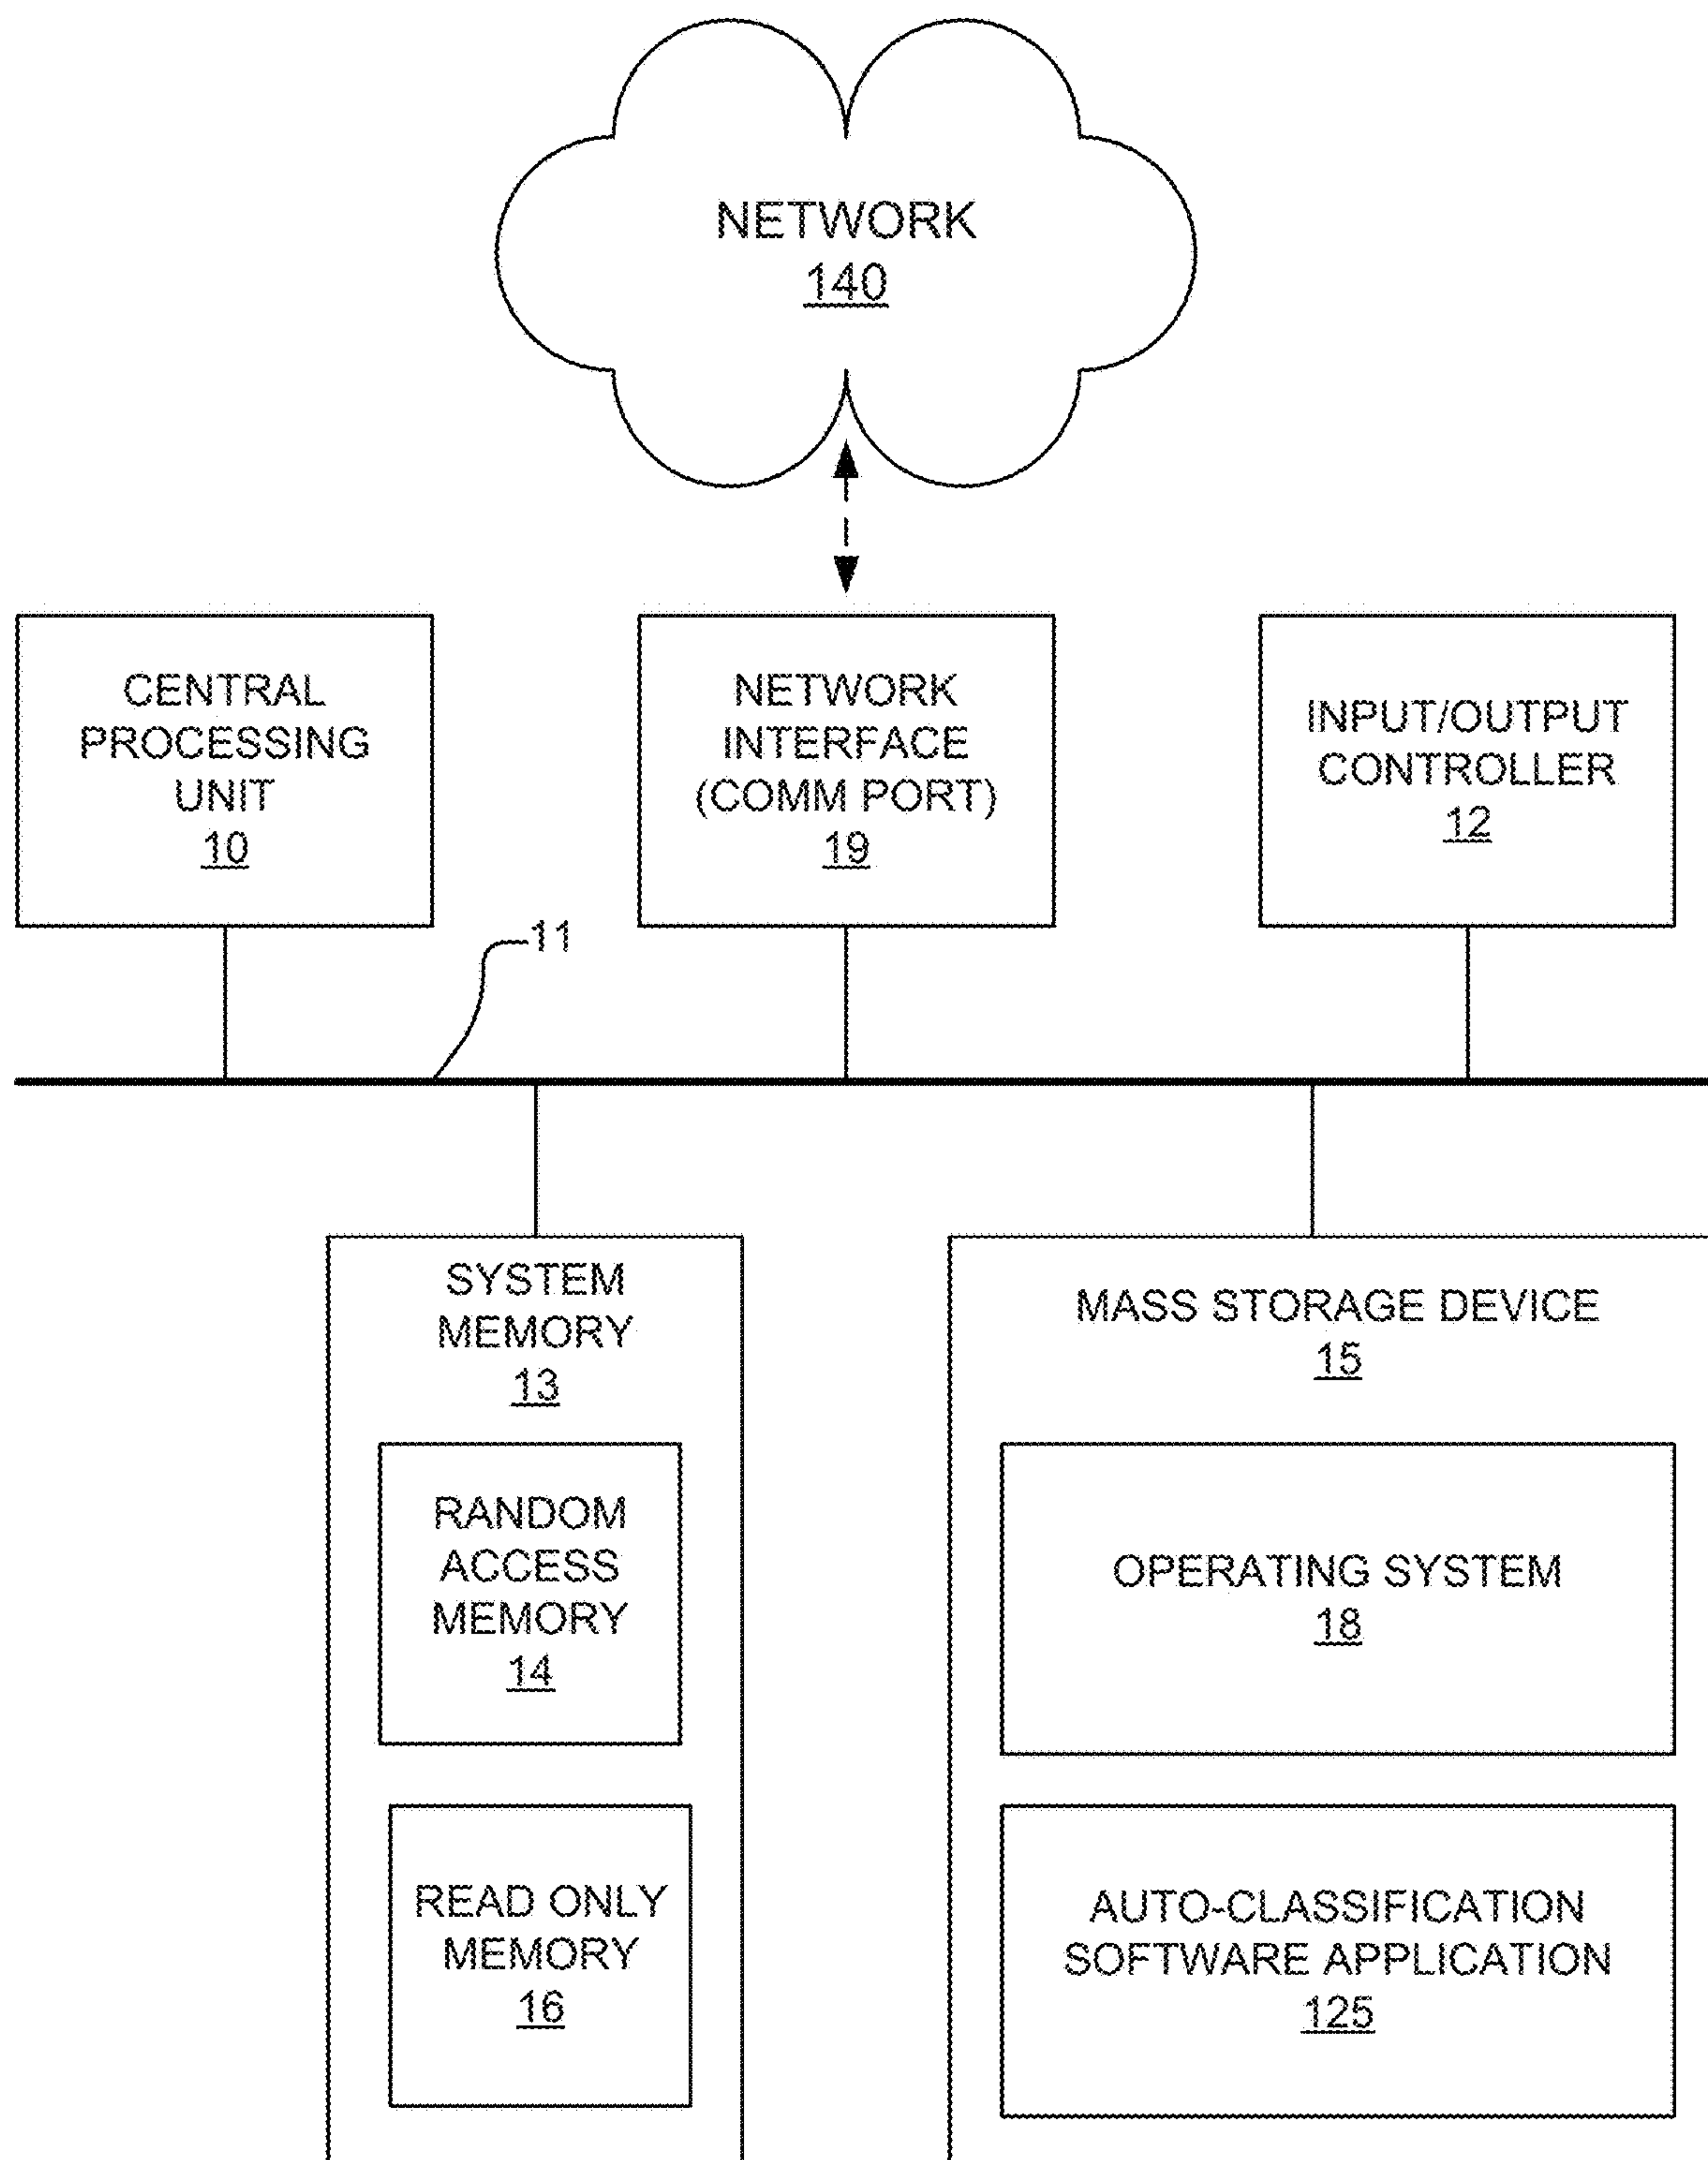 NETWORK
140
CENTRAL
PROCESSING
UNIT
10
NETWORK
INTERFACE
(COMM PORT)
19
INPUT/OUTPUT
CONTROLLER
12
11
SYSTEM
MEMORY
13
RANDOM
ACCESS
MEMORY
14
READ ONLY
MEMORY
16
MASS STORAGE DEVICE
15
OPERATING SYSTEM
18
AUTO-CLASSIFICATION
SOFTWARE APPLICATION
125